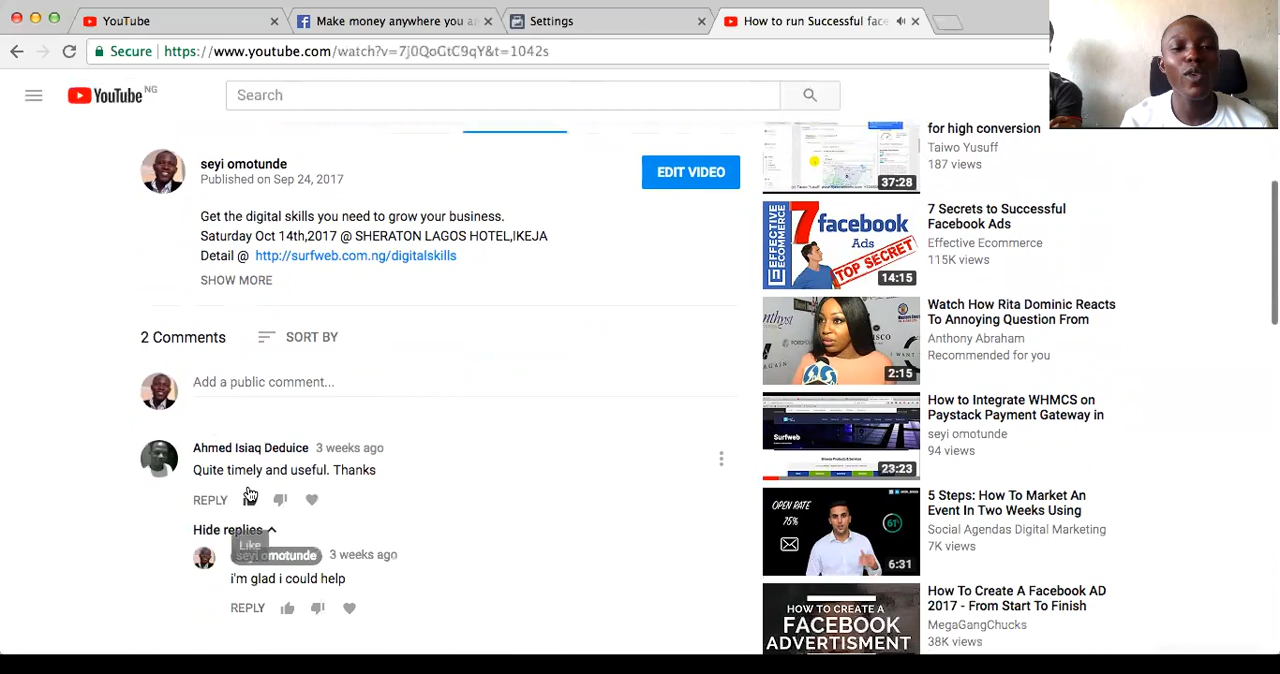 YouTube
Make money anywhere you a
Settings
How to run Successful fac
Secure
https://www.youtube.com/watch?v=7j0QoGtC9qY&t=1042s
YouTube NG
Search
seyi omotunde
Published on Sep 24, 2017
EDIT VIDEO
Get the digital skills you need to grow your business.
Saturday Oct 14th,2017 @ SHERATON LAGOS HOTEL,IKEJA
Detail @ http://surfweb.com.ng/digitalskills
SHOW MORE
2 Comments
SORT BY
Add a public comment...
Ahmed Isiaq Deduice 3 weeks ago
Quite timely and useful. Thanks
REPLY
Hide replies
Like
seyi omotunde 3 weeks ago
i'm glad i could help
REPLY
for high conversion
Taiwo Yusuff
187 views
37:28
EFFECTIVE
ECOMMERCE
7 facebook
Ads
TOP SECRET
14:15
7 Secrets to Successful
Facebook Ads
Effective Ecommerce
115K views
2:15
Watch How Rita Dominic Reacts
To Annoying Question From
Anthony Abraham
Recommended for you
Surfweb
23:23
How to Integrate WHMCS on
Paystack Payment Gateway in
seyi omotunde
94 views
OPEN RATE
75%
61%
6:31
5 Steps: How To Market An
Event In Two Weeks Using
Social Agendas Digital Marketing
7K views
HOW TO CREATE A
FACEBOOK
ADVERTISMENT
How To Create A Facebook AD
2017 - From Start To Finish
MegaGangChucks
38K views